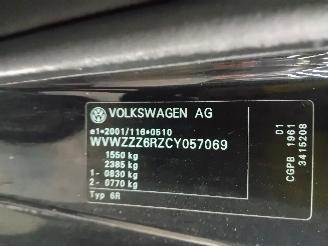 VOLKSWAGEN AG
e1*2001/116*0510
WVWZZZ6RZCY057069
1550 kg
2385 kg
1- 0830 kg
2- 0770 kg
Typ 6R
01
CGPB 1961
3415208